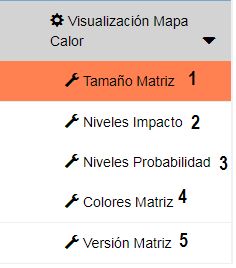 Visualización Mapa
Calor
Tamaño Matriz 1
Niveles Impacto 2
Niveles Probabilidad 3
Colores Matriz 4
Versión Matriz 5